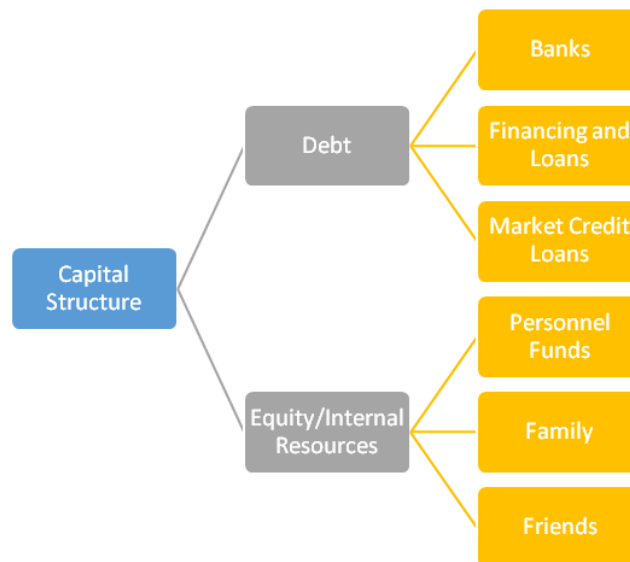 Banks
Debt
Financing and
Loans
Market Credit
Loans
Capital
Structure
Personnel
Funds
Equity/Internal
Resources
Family
Friends